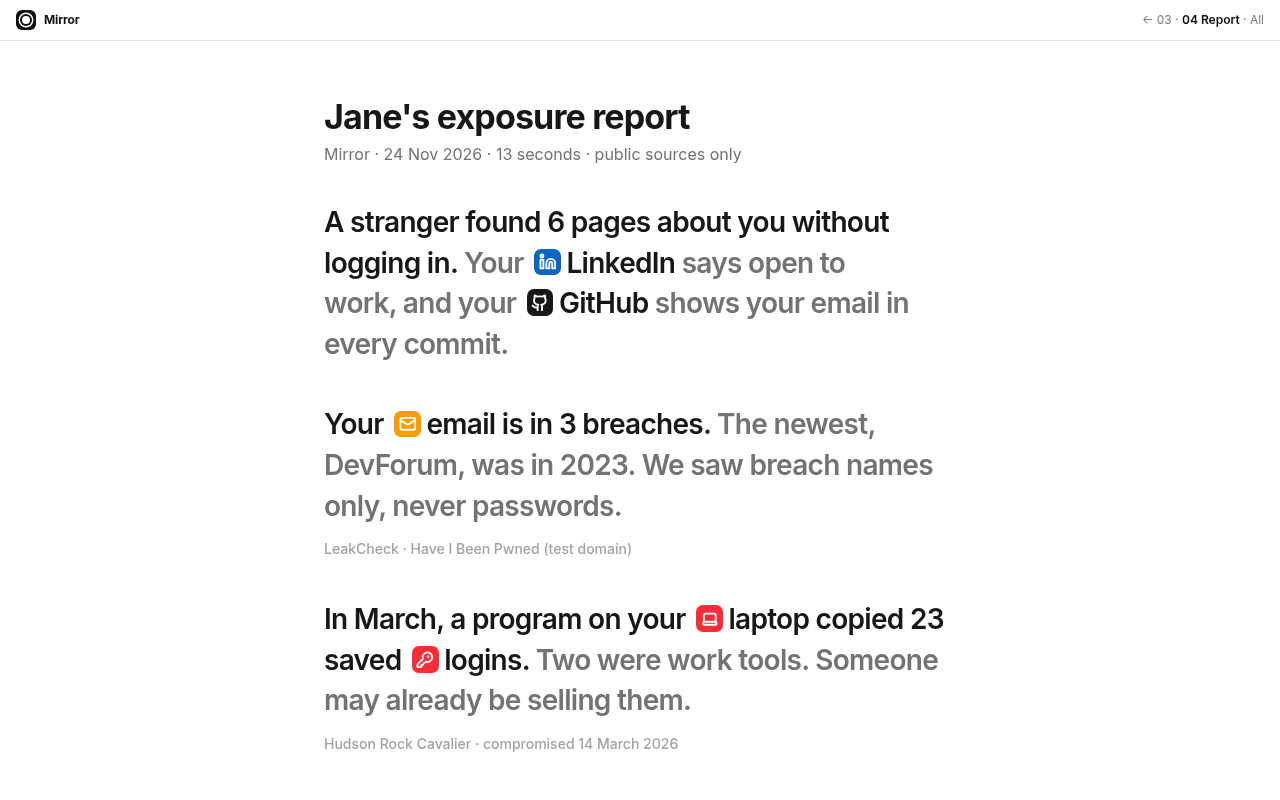 Mirror
← 03 · 04 Report · All
Jane's exposure report
Mirror · 24 Nov 2026 · 13 seconds · public sources only
A stranger found 6 pages about you without
logging in. Your LinkedIn says open to
work, and your GitHub shows your email in
every commit.
Your email is in 3 breaches. The newest,
DevForum, was in 2023. We saw breach names
only, never passwords.
LeakCheck · Have I Been Pwned (test domain)
In March, a program on your laptop copied 23
saved logins. Two were work tools. Someone
may already be selling them.
Hudson Rock Cavalier · compromised 14 March 2026